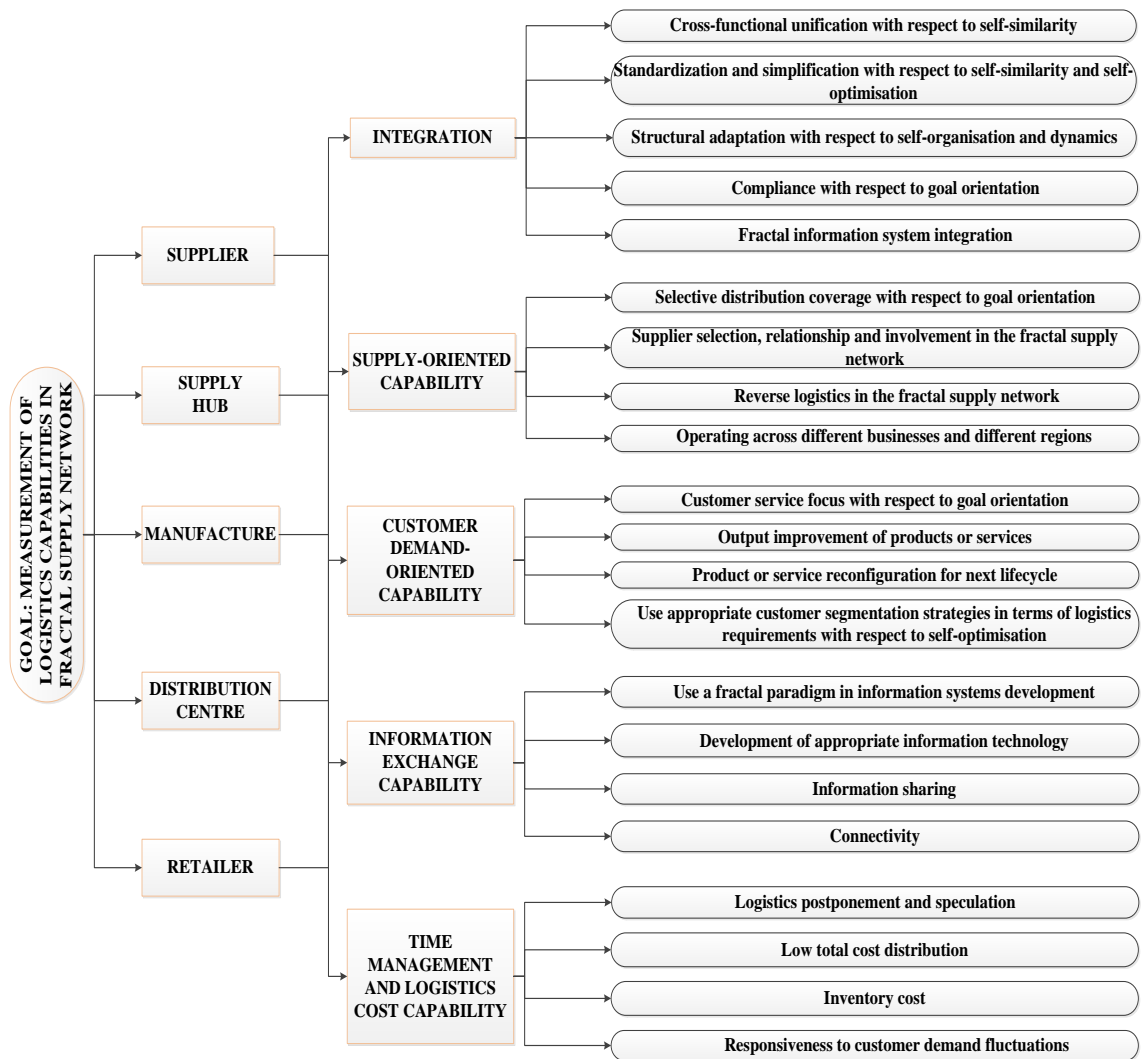 GOAL: MEASUREMENT OF
LOGISTICS CAPABILITIES IN
FRACTAL SUPPLY NETWORK
SUPPLIER
SUPPLY
HUB
MANUFACTURE
DISTRIBUTION
CENTRE
RETAILER
INTEGRATION
SUPPLY-ORIENTED
CAPABILITY
CUSTOMER
DEMAND-
ORIENTED
CAPABILITY
INFORMATION
EXCHANGE
CAPABILITY
TIME
MANAGEMENT
AND LOGISTICS
COST CAPABILITY
Cross-functional unification with respect to self-similarity
Standardization and simplification with respect to self-similarity and self-
optimisation
Structural adaptation with respect to self-organisation and dynamics
Compliance with respect to goal orientation
Fractal information system integration
Selective distribution coverage with respect to goal orientation
Supplier selection, relationship and involvement in the fractal supply
network
Reverse logistics in the fractal supply network
Operating across different businesses and different regions
Customer service focus with respect to goal orientation
Output improvement of products or services
Product or service reconfiguration for next lifecycle
Use appropriate customer segmentation strategies in terms of logistics
requirements with respect to self-optimisation
Use a fractal paradigm in information systems development
Development of appropriate information technology
Information sharing
Connectivity
Logistics postponement and speculation
Low total cost distribution
Inventory cost
Responsiveness to customer demand fluctuations